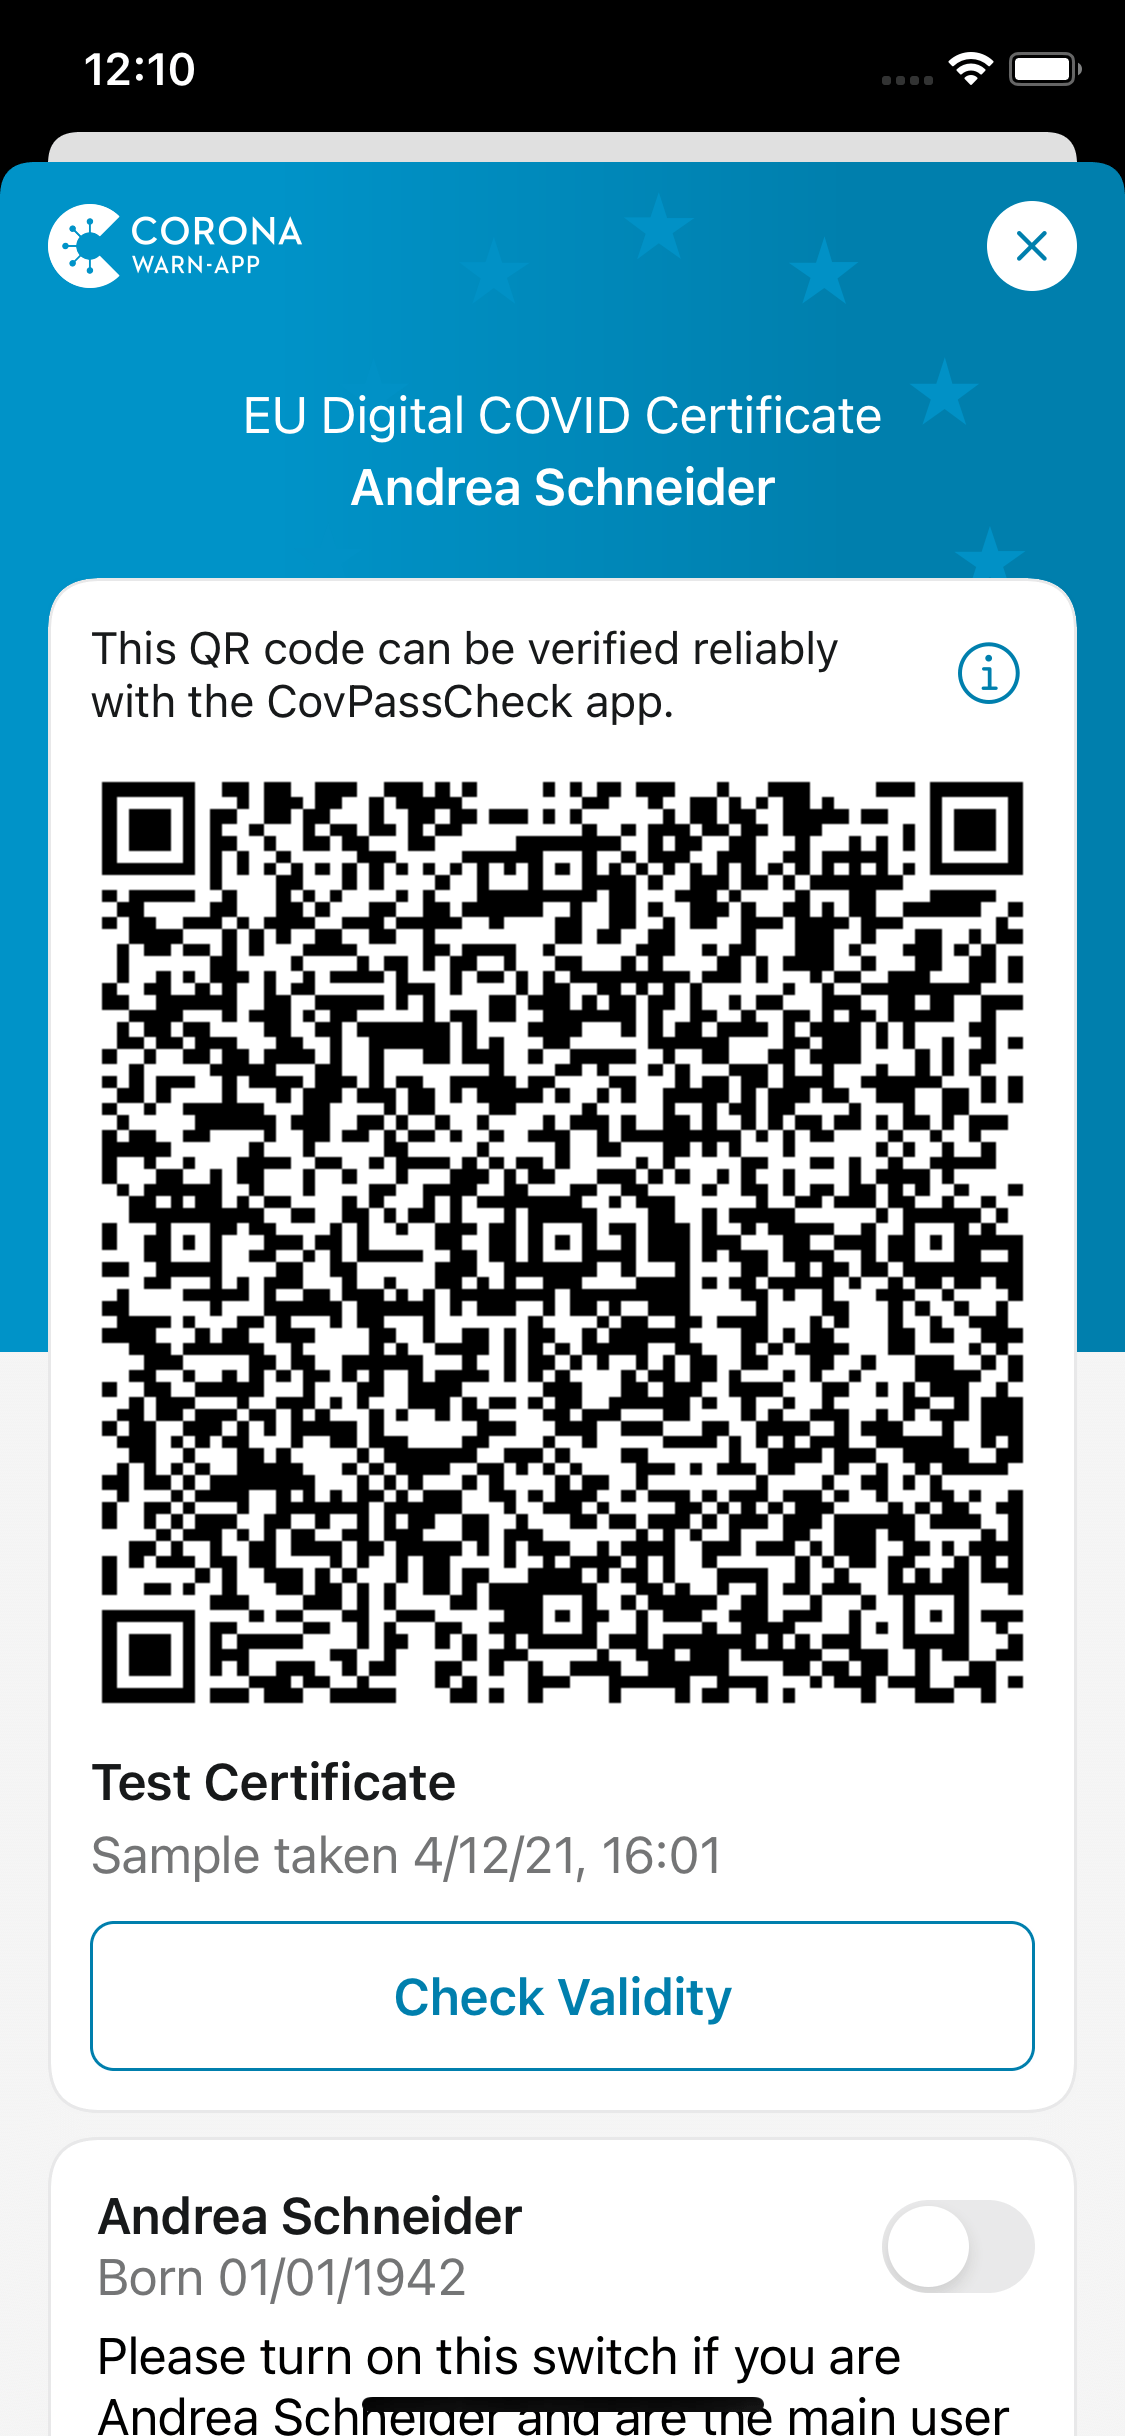 12:10
CORONA
WARN-APP
EU Digital COVID Certificate
Andrea Schneider
This QR code can be verified reliably
with the CovPassCheck app.
Test Certificate
Sample taken 4/12/21, 16:01
Check Validity
Andrea Schneider
Born 01/01/1942
Please turn on this switch if you are
Andrea Schneider and are the main user